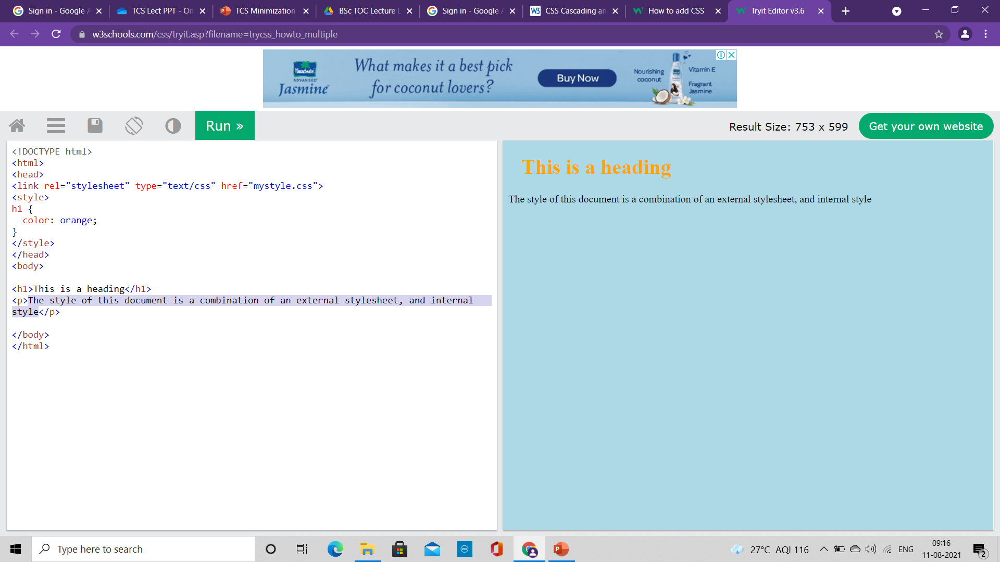 Sign in - Google A
TCS Lect PPT - On
TCS Minimization
BSc TOC Lecture L
Sign in - Google A
CSS Cascading an
How to add CSS
Tryit Editor v3.6
w3schools.com/css/tryit.asp?filename=trycss_howto_multiple
Parachute
ADVANSED
Jasmine
What makes it a best pick
for coconut lovers?
Buy Now
Nourishing
coconut
Vitamin E
Fragrant
Jasmine
Run »
Result Size: 753 x 599
Get your own website
<!DOCTYPE html>
<html>
<head>
<link rel="stylesheet" type="text/css" href="mystyle.css">
<style>
h1 {
  color: orange;
}
</style>
</head>
<body>
<h1>This is a heading</h1>
<p>The style of this document is a combination of an external stylesheet, and internal
style</p>
</body>
</html>
This is a heading
The style of this document is a combination of an external stylesheet, and internal style
Type here to search
27°C AQI 116
ENG
09:16
11-08-2021
2